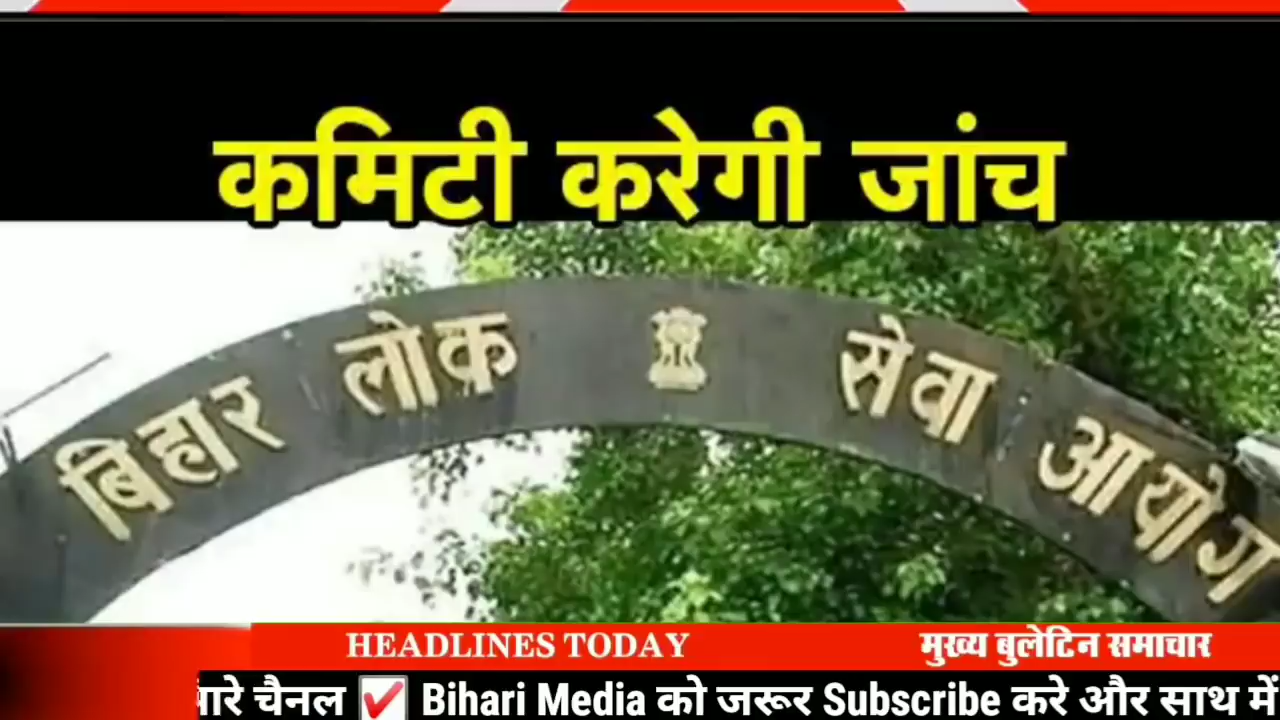 कमिटी करेगी जांच
बिहार लोक सेवा आयोग
HEADLINES TODAY मुख्य बुलेटिन समाचार
चैनल ✅ Bihari Media को जरूर Subscribe करे और साथ में